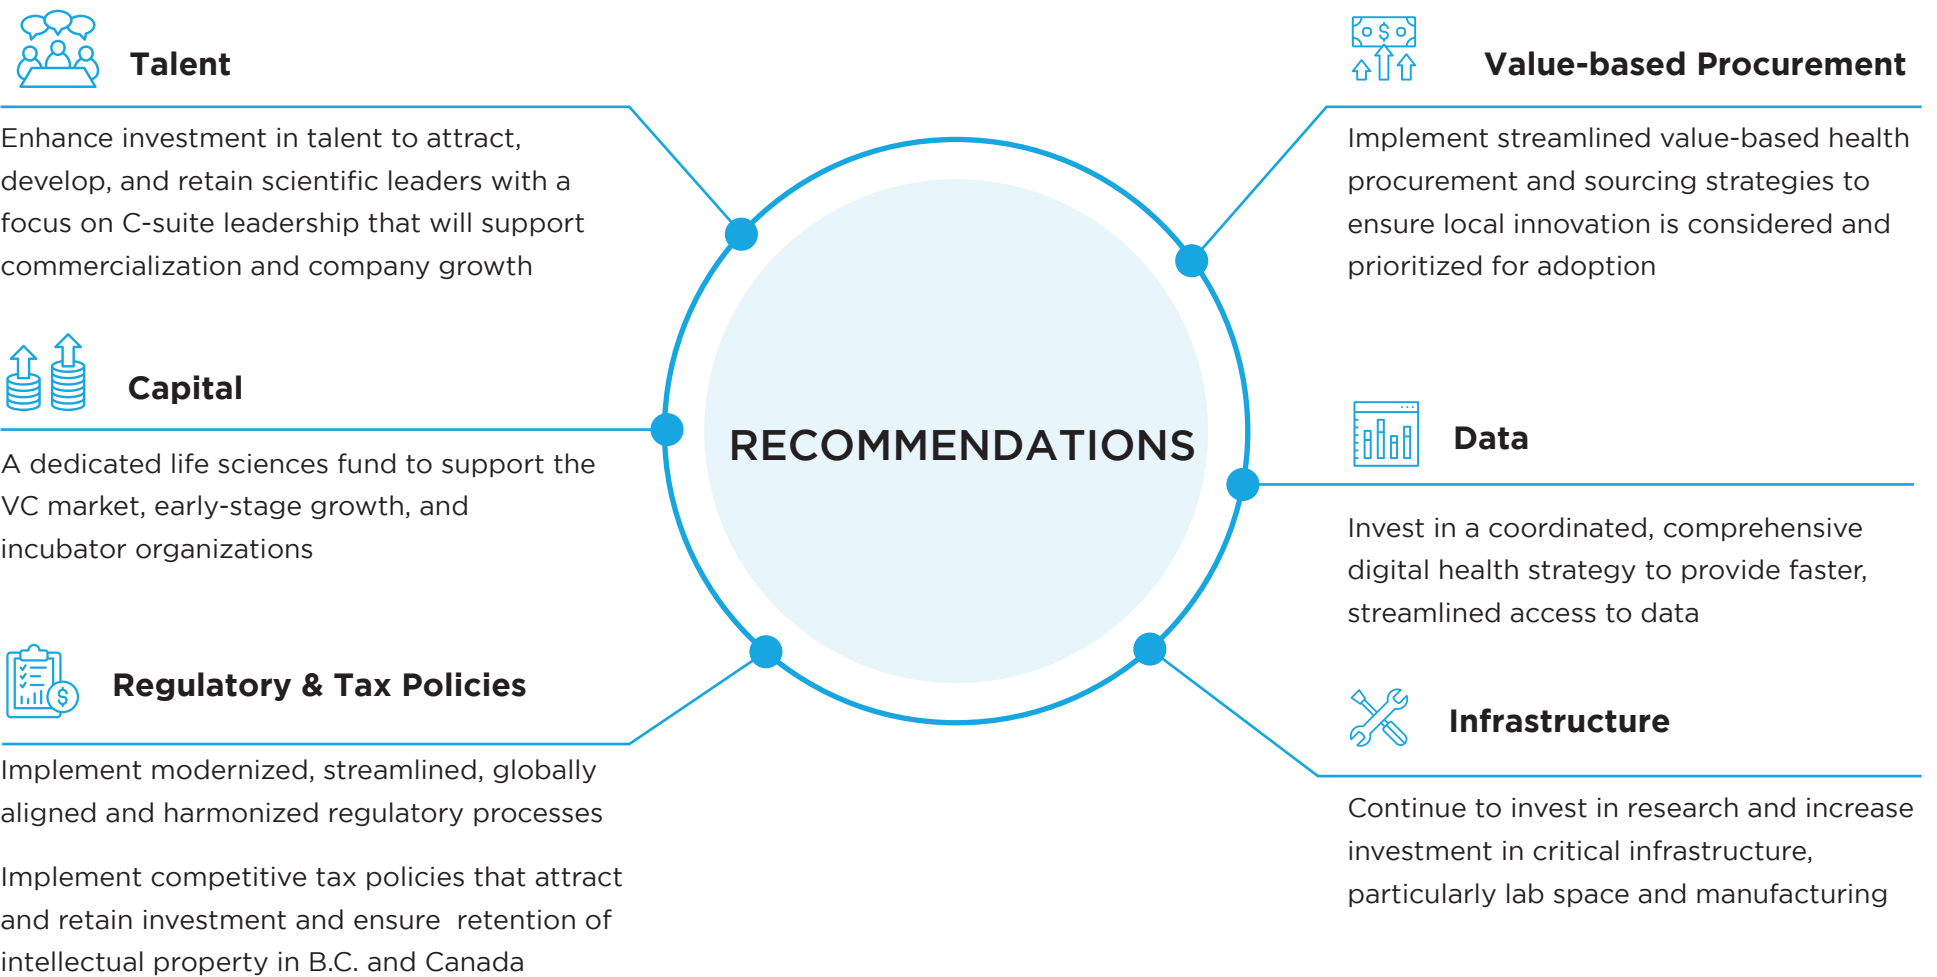 Talent
Enhance investment in talent to attract,
develop, and retain scientific leaders with a
focus on C-suite leadership that will support
commercialization and company growth
Capital
A dedicated life sciences fund to support the
VC market, early-stage growth, and
incubator organizations
Regulatory & Tax Policies
Implement modernized, streamlined, globally
aligned and harmonized regulatory processes
Implement competitive tax policies that attract
and retain investment and ensure  retention of
intellectual property in B.C. and Canada
RECOMMENDATIONS
Value-based Procurement
Implement streamlined value-based health
procurement and sourcing strategies to
ensure local innovation is considered and
prioritized for adoption
Data
Invest in a coordinated, comprehensive
digital health strategy to provide faster,
streamlined access to data
Infrastructure
Continue to invest in research and increase
investment in critical infrastructure,
particularly lab space and manufacturing